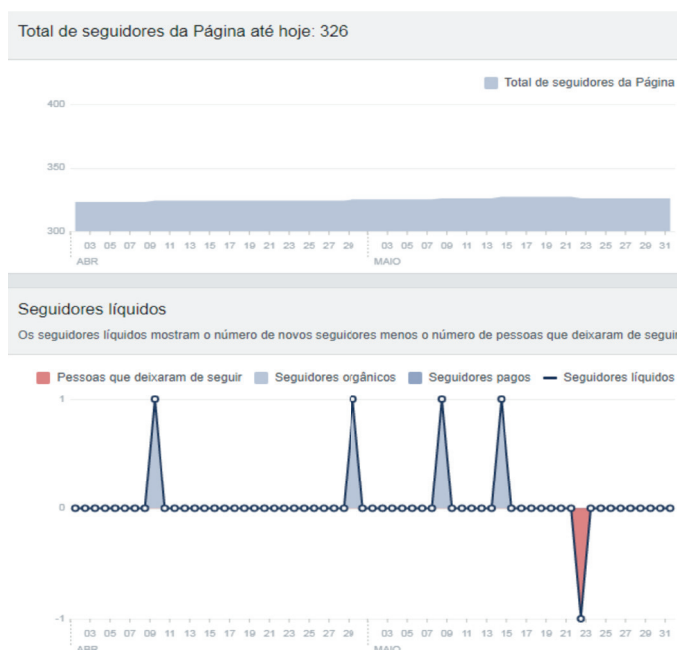 Total de seguidores da Página até hoje: 326
Total de seguidores da Página
400
350
300
03 05 07 09 11 13 15 17 19 21 23 25 27 29 03 05 07 09 11 13 15 17 19 21 23 25 27 29 31
ABR MAIO
Seguidores líquidos
Os seguidores líquidos mostram o número de novos seguidores menos o número de pessoas que deixaram de seguir
Pessoas que deixaram de seguir Seguidores orgânicos Seguidores pagos Seguidores líquidos
1
0
-1
03 05 07 09 11 13 15 17 19 21 23 25 27 29 03 05 07 09 11 13 15 17 19 21 23 25 27 29 31
ABR MAIO